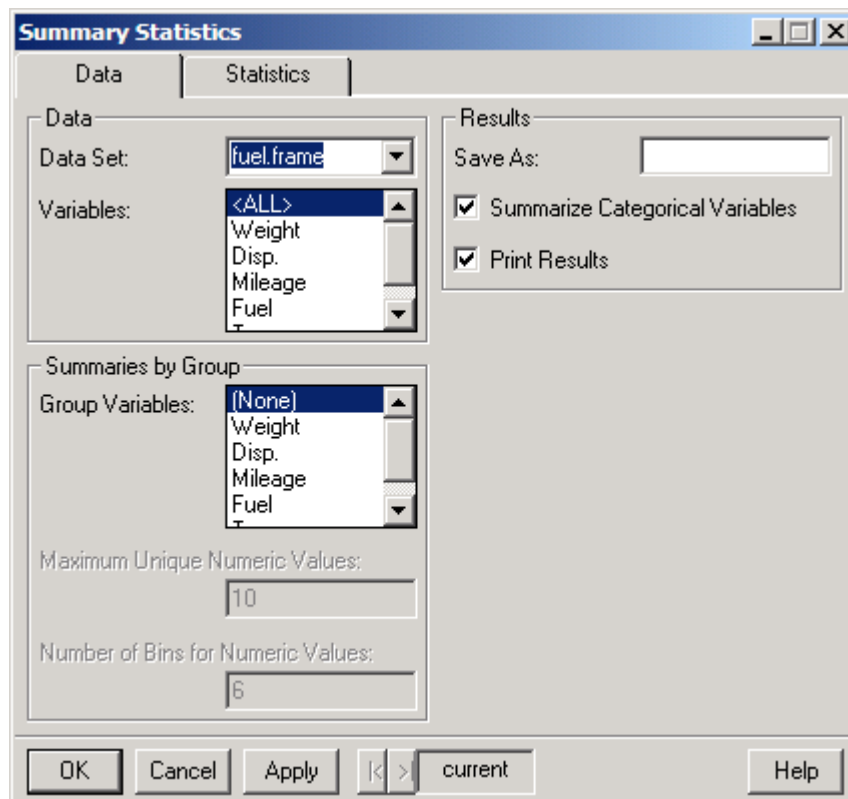 Summary Statistics
Data
Statistics
Data
Data Set:
fuel.frame
Variables:
<ALL>
Weight
Disp.
Mileage
Fuel
Summaries by Group
Group Variables:
(None)
Weight
Disp.
Mileage
Fuel
Maximum Unique Numeric Values:
10
Number of Bins for Numeric Values:
6
Results
Save As:
Summarize Categorical Variables
Print Results
OK
Cancel
Apply
current
Help